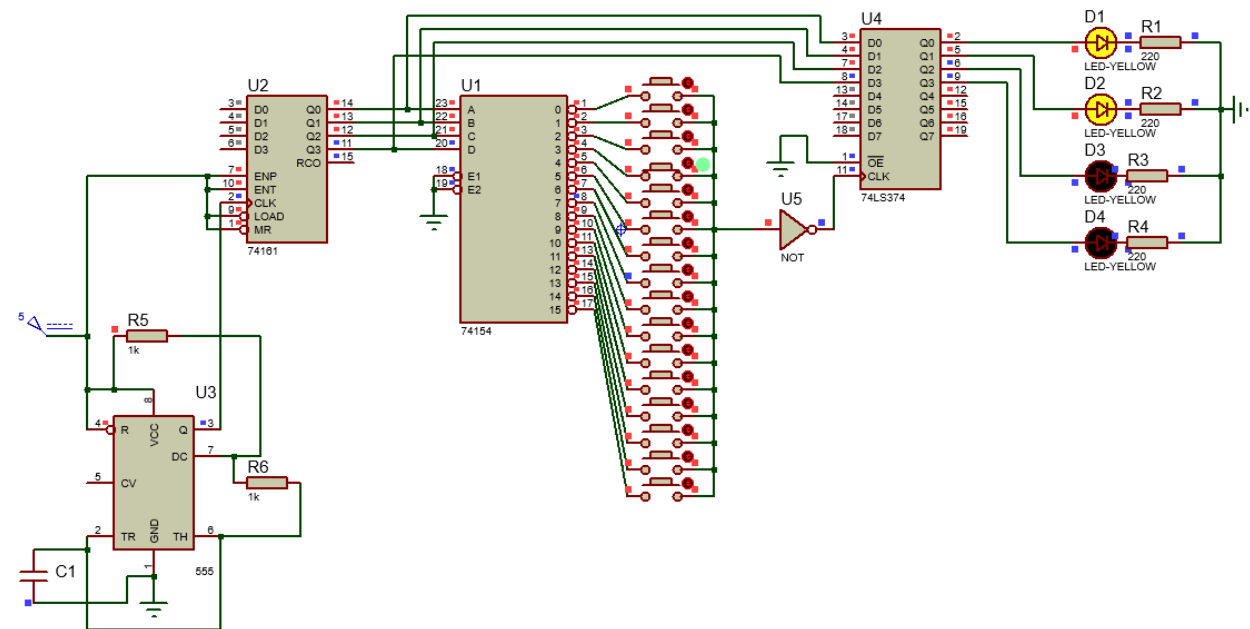 U4
3 D0 Q0 2
4 D1 Q1 5
7 D2 Q2 6
8 D3 Q3 9
13 D4 Q4 12
14 D5 Q5 15
17 D6 Q6 16
18 D7 Q7 19
1 OE
11 CLK
74LS374
D1 R1
220
LED-YELLOW
D2 R2
220
LED-YELLOW
D3 R3
220
LED-YELLOW
D4 R4
220
LED-YELLOW
U2
3 D0 Q0 14
4 D1 Q1 13
5 D2 Q2 12
6 D3 Q3 11
RCO 15
7 ENP
10 ENT
2 CLK
9 LOAD
1 MR
74161
U1
23 A 0 1
22 B 1 2
21 C 2 3
20 D 3 4
4 5
18 E1 5 6
19 E2 6 7
7 8
8 9
9 10
10 11
11 13
12 14
13 15
14 16
15 17
74154
U5
NOT
5
R5
1k
U3
8
4 R VCC Q 3
DC 7
5 CV
R6
1k
2 TR GND TH 6
1
555
C1